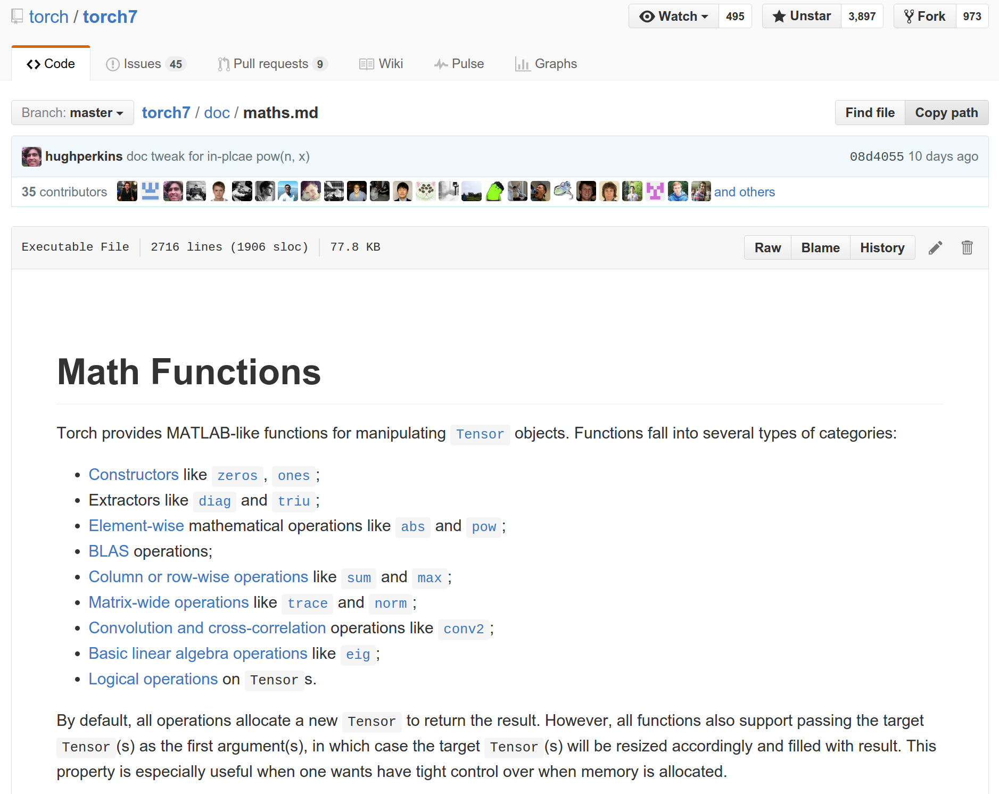 torch / torch7
Watch 495 Unstar 3,897 Fork 973
Code Issues 45 Pull requests 9 Wiki Pulse Graphs
Branch: master torch7 / doc / maths.md Find file Copy path
hughperkins doc tweak for in-plcae pow(n, x) 08d4055 10 days ago
35 contributors and others
Executable File 2716 lines (1906 sloc) 77.8 KB Raw Blame History
Math Functions
Torch provides MATLAB-like functions for manipulating Tensor objects. Functions fall into several types of categories:
• Constructors like zeros, ones;
• Extractors like diag and triu;
• Element-wise mathematical operations like abs and pow;
• BLAS operations;
• Column or row-wise operations like sum and max;
• Matrix-wide operations like trace and norm;
• Convolution and cross-correlation operations like conv2;
• Basic linear algebra operations like eig;
• Logical operations on Tensors.
By default, all operations allocate a new Tensor to return the result. However, all functions also support passing the target
Tensor(s) as the first argument(s), in which case the target Tensor(s) will be resized accordingly and filled with result. This
property is especially useful when one wants have tight control over when memory is allocated.